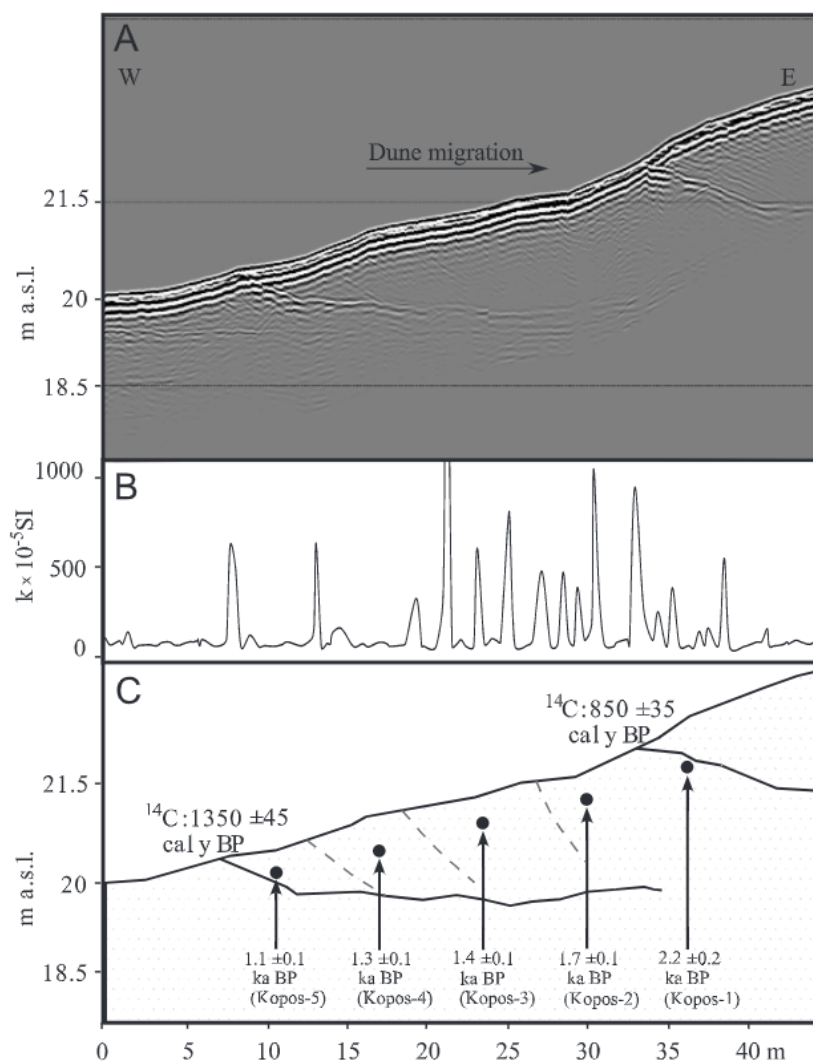 A
W
E
Dune migration
21.5
20
18.5
m a.s.l.
B
1000
500
0
k x 10⁻⁵SI
C
¹⁴C:850 ±35
cal y BP
¹⁴C:1350 ±45
cal y BP
21.5
20
18.5
m a.s.l.
1.1 ±0.1
ka BP
(Kopos-5)
1.3 ±0.1
ka BP
(Kopos-4)
1.4 ±0.1
ka BP
(Kopos-3)
1.7 ±0.1
ka BP
(Kopos-2)
2.2 ±0.2
ka BP
(Kopos-1)
0 5 10 15 20 25 30 35 40 m